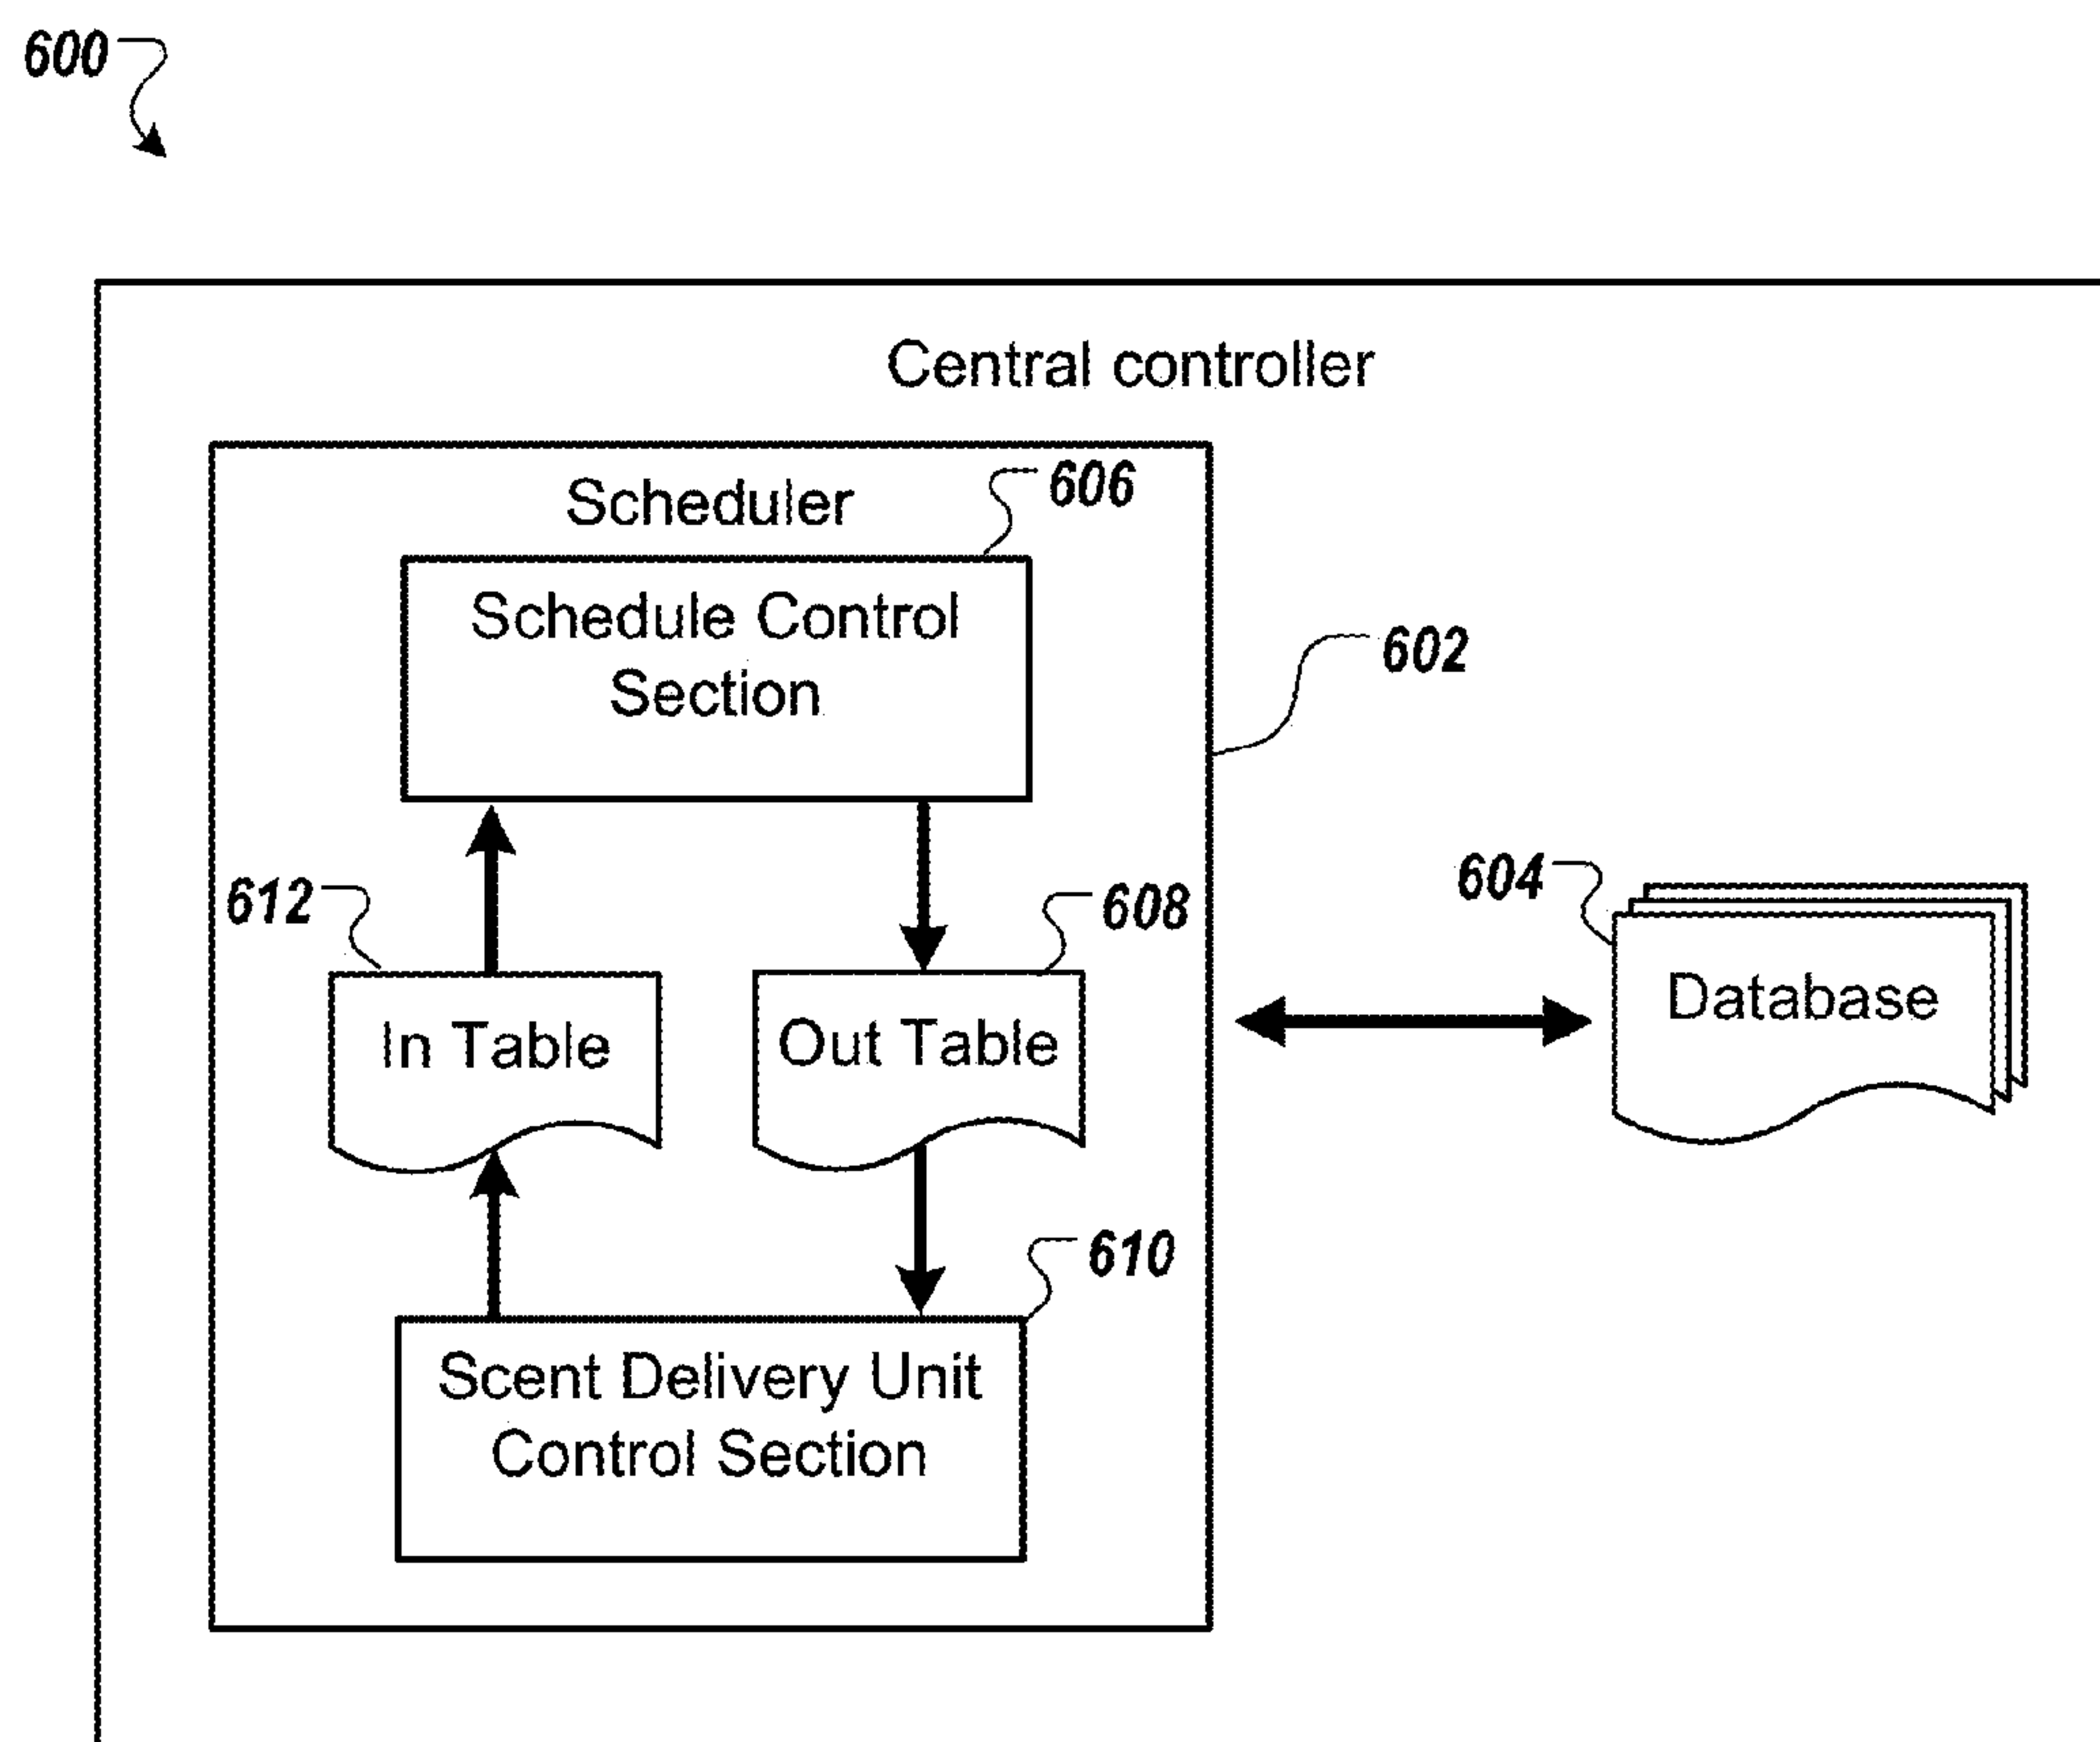 600
Central controller
Scheduler
606
Schedule Control
Section
602
612
608
604
In Table
Out Table
Database
610
Scent Delivery Unit
Control Section